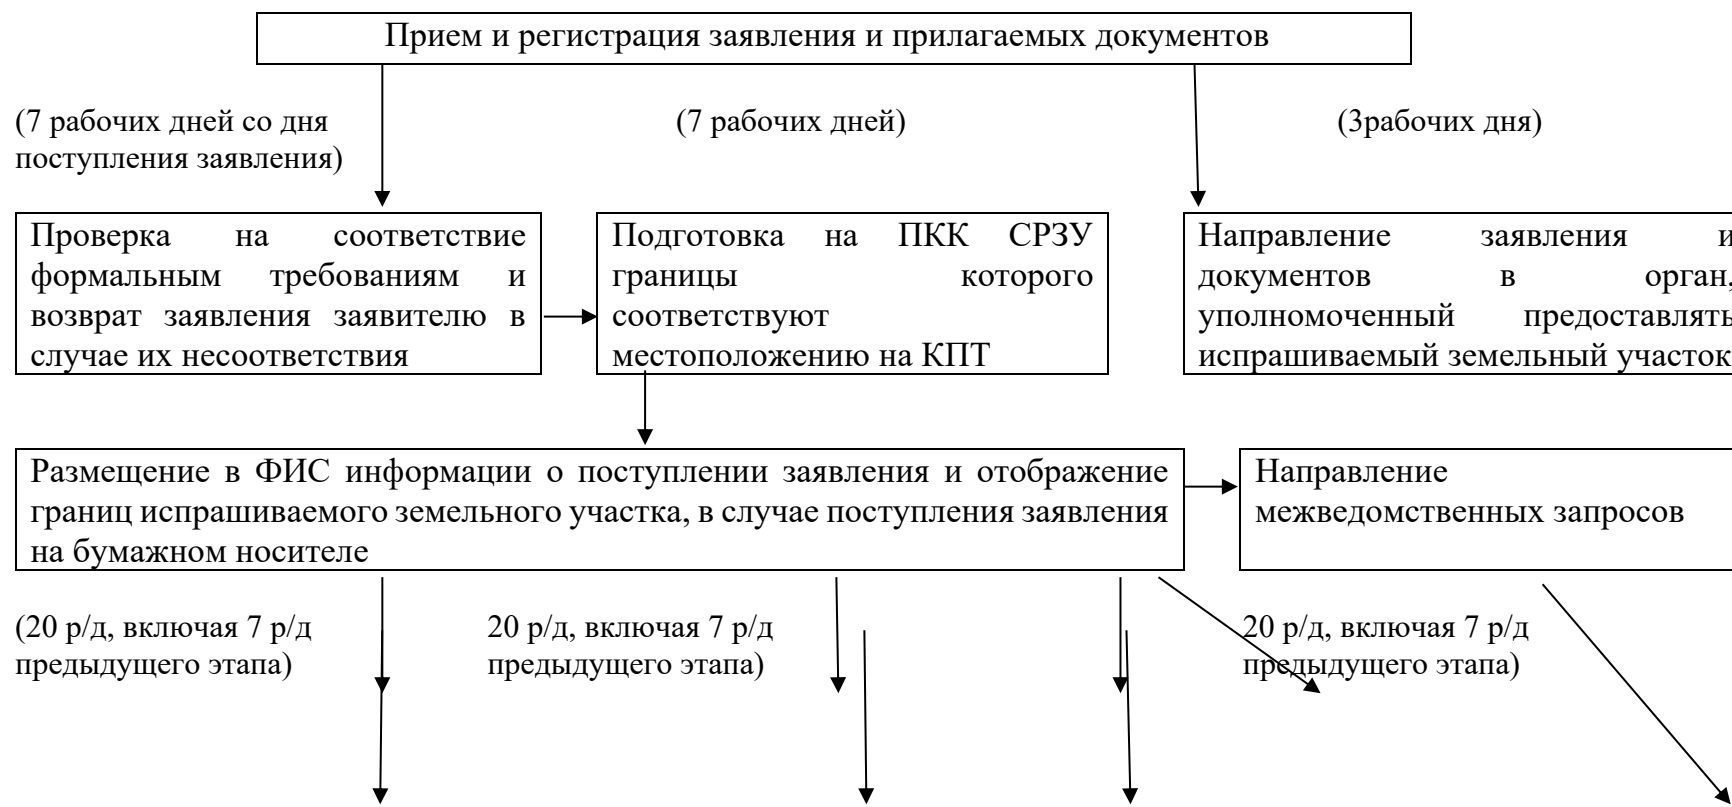 Прием и регистрация заявления и прилагаемых документов
(7 рабочих дней со дня
поступления заявления)
(7 рабочих дней)
(3рабочих дня)
Проверка на соответствие
формальным требованиям и
возврат заявления заявителю в
случае их несоответствия
Подготовка на ПКК СРЗУ
границы которого
соответствуют
местоположению на КПТ
Направление заявления и
документов в орган,
уполномоченный предоставлять
испрашиваемый земельный участок
Размещение в ФИС информации о поступлении заявления и отображение
границ испрашиваемого земельного участка, в случае поступления заявления
на бумажном носителе
Направление
межведомственных запросов
(20 р/д, включая 7 р/д
предыдущего этапа)
20 р/д, включая 7 р/д
предыдущего этапа)
20 р/д, включая 7 р/д
предыдущего этапа)